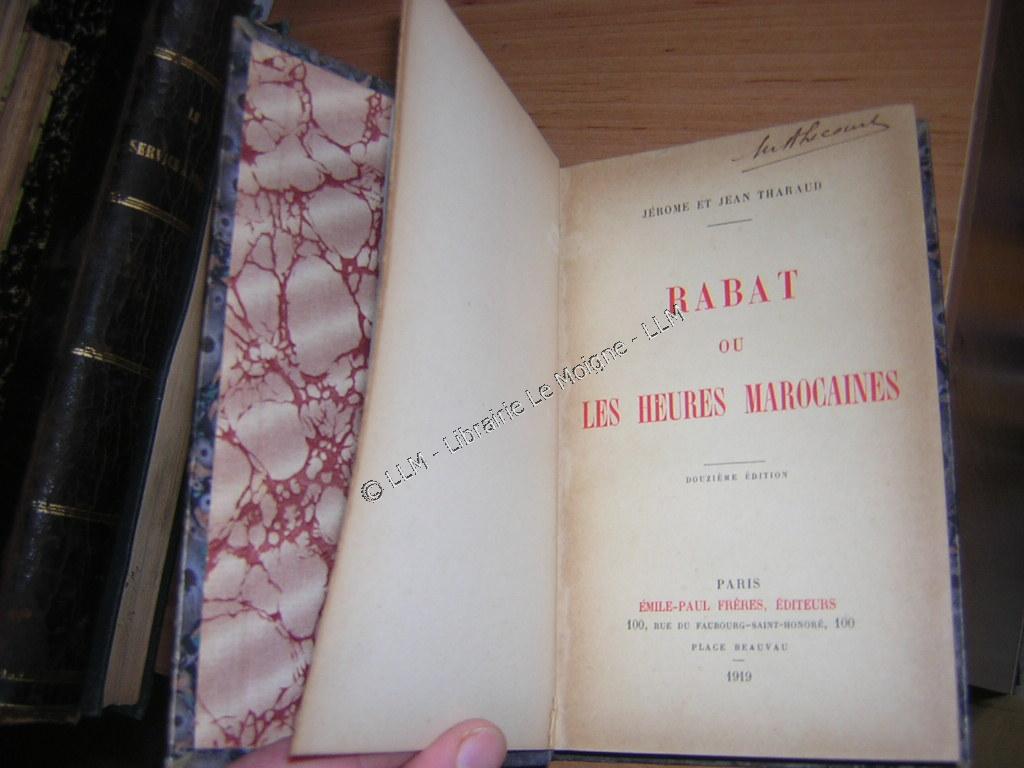 LE
JÉROME ET JEAN THARAUD
RABAT
OU
LES HEURES MAROCAINES
DOUZIÈME ÉDITION
PARIS
ÉMILE-PAUL FRÈRES, ÉDITEURS
100, RUE DU FAUBOURG-SAINT-HONORÉ, 100
PLACE BEAUVAU
1919
© LLM - Librairie Le Moigne - LLM